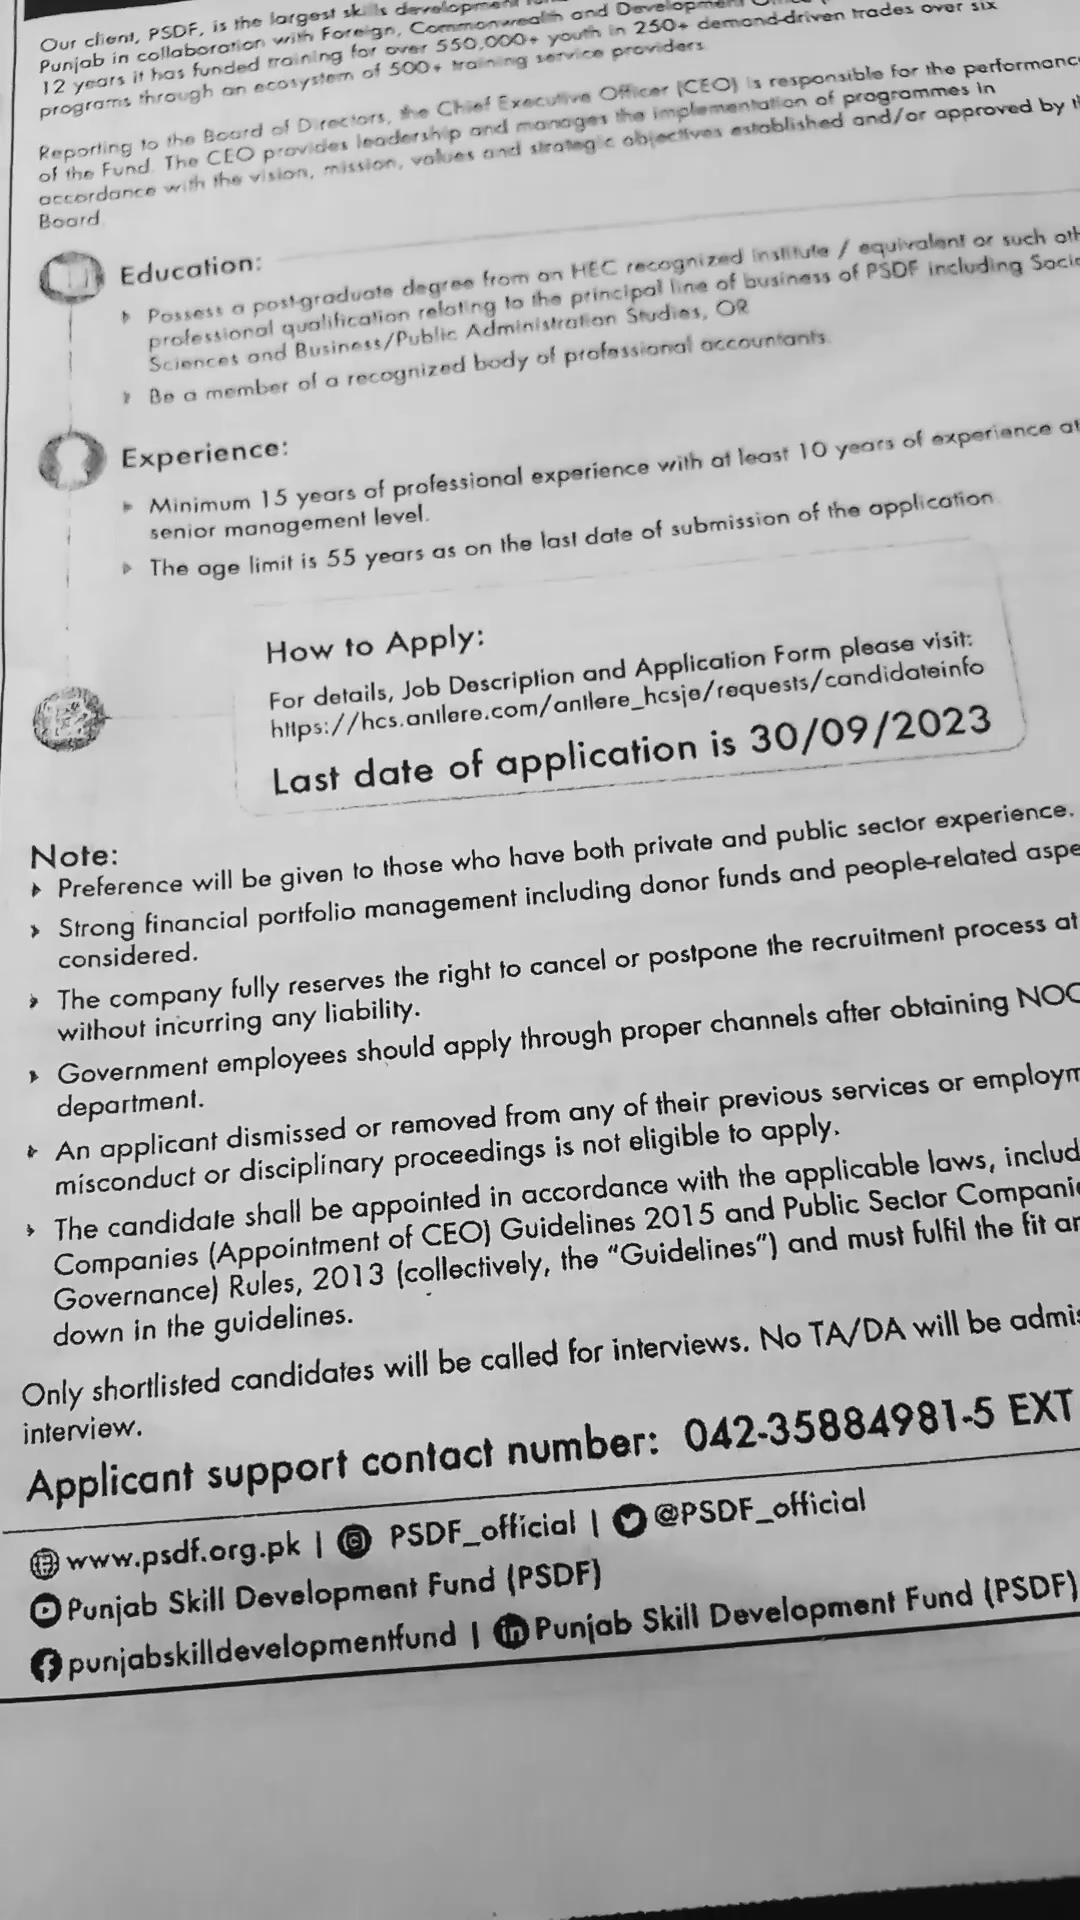 Our client, PSDF, is the largest skills development
Punjab in collaboration with Foreign, Commonwealth and Development
12 years it has funded training for over 550,000+ youth in 250+ demand-driven trades over six
programs through an ecosystem of 500+ training service providers.
Reporting to the Board of Directors, the Chief Executive Officer (CEO) is responsible for the performance
of the Fund. The CEO provides leadership and manages the implementation of programmes in
accordance with the vision, mission, values and strategic objectives established and/or approved by
Board.
Education:
Possess a post-graduate degree from an HEC recognized institute / equivalent or such
professional qualification relating to the principal line of business of PSDF including
Sciences and Business/Public Administration Studies, OR
Be a member of a recognized body of professional accountants.
Experience:
Minimum 15 years of professional experience with at least 10 years of experience at
senior management level.
The age limit is 55 years as on the last date of submission of the application
How to Apply:
For details, Job Description and Application Form please visit:
https://hcs.antlere.com/antlere_hcsje/requests/candidateinfo
Last date of application is 30/09/2023
Note:
Preference will be given to those who have both private and public sector experience.
Strong financial portfolio management including donor funds and people-related
considered.
The company fully reserves the right to cancel or postpone the recruitment process at
without incurring any liability.
Government employees should apply through proper channels after obtaining NOC
department.
An applicant dismissed or removed from any of their previous services or
misconduct or disciplinary proceedings is not eligible to apply.
The candidate shall be appointed in accordance with the applicable laws,
Companies (Appointment of CEO) Guidelines 2015 and Public Sector
Governance) Rules, 2013 (collectively, the “Guidelines”) and must fulfil the fit
down in the guidelines.
Only shortlisted candidates will be called for interviews. No TA/DA will be
interview.
Applicant support contact number: 042-35884981-5 EXT
www.psdf.org.pk | PSDF_official | @PSDF_official
Punjab Skill Development Fund (PSDF)
punjabskilldevelopmentfund | Punjab Skill Development Fund (PSDF)